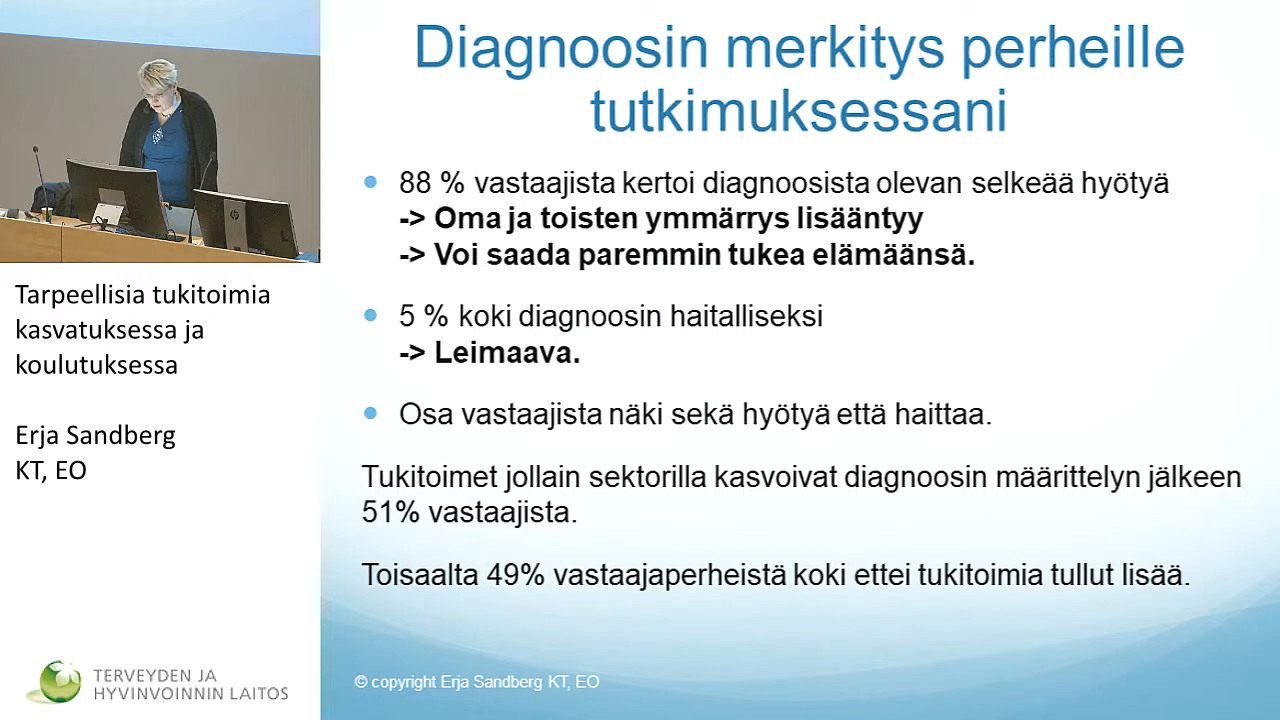 Diagnoosin merkitys perheille
tutkimuksessani
88 % vastaajista kertoi diagnoosista olevan selkeää hyötyä
-> Oma ja toisten ymmärrys lisääntyy
-> Voi saada paremmin tukea elämäänsä.
5 % koki diagnoosin haitalliseksi
-> Leimaava.
Osa vastaajista näki sekä hyötyä että haittaa.
Tukitoimet jollain sektorilla kasvoivat diagnoosin määrittelyn jälkeen
51% vastaajista.
Toisaalta 49% vastaajaperheistä koki ettei tukitoimia tullut lisää.
© copyright Erja Sandberg KT, EO
Tarpeellisia tukitoimia
kasvatuksessa ja
koulutuksessa
Erja Sandberg
KT, EO
TERVEYDEN JA
HYVINVOINNIN LAITOS
hp